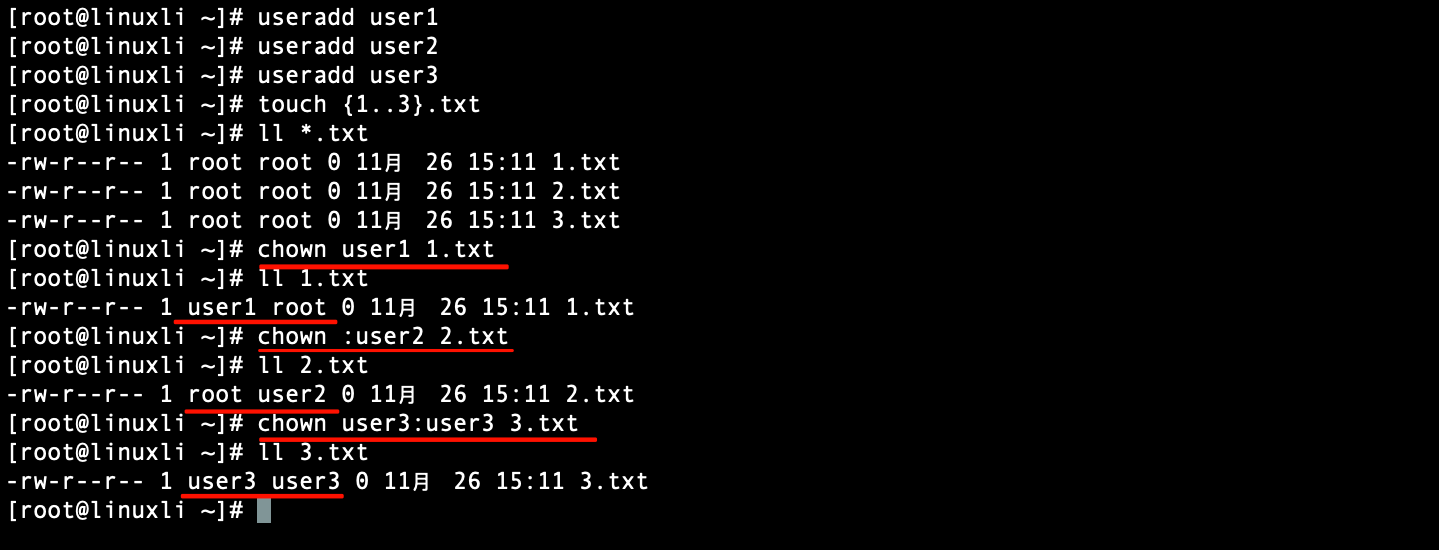 [root@linuxli ~]# useradd user1
[root@linuxli ~]# useradd user2
[root@linuxli ~]# useradd user3
[root@linuxli ~]# touch {1..3}.txt
[root@linuxli ~]# ll *.txt
-rw-r--r-- 1 root root 0 11月  26 15:11 1.txt
-rw-r--r-- 1 root root 0 11月  26 15:11 2.txt
-rw-r--r-- 1 root root 0 11月  26 15:11 3.txt
[root@linuxli ~]# chown user1 1.txt
[root@linuxli ~]# ll 1.txt
-rw-r--r-- 1 user1 root 0 11月  26 15:11 1.txt
[root@linuxli ~]# chown :user2 2.txt
[root@linuxli ~]# ll 2.txt
-rw-r--r-- 1 root user2 0 11月  26 15:11 2.txt
[root@linuxli ~]# chown user3:user3 3.txt
[root@linuxli ~]# ll 3.txt
-rw-r--r-- 1 user3 user3 0 11月  26 15:11 3.txt
[root@linuxli ~]#